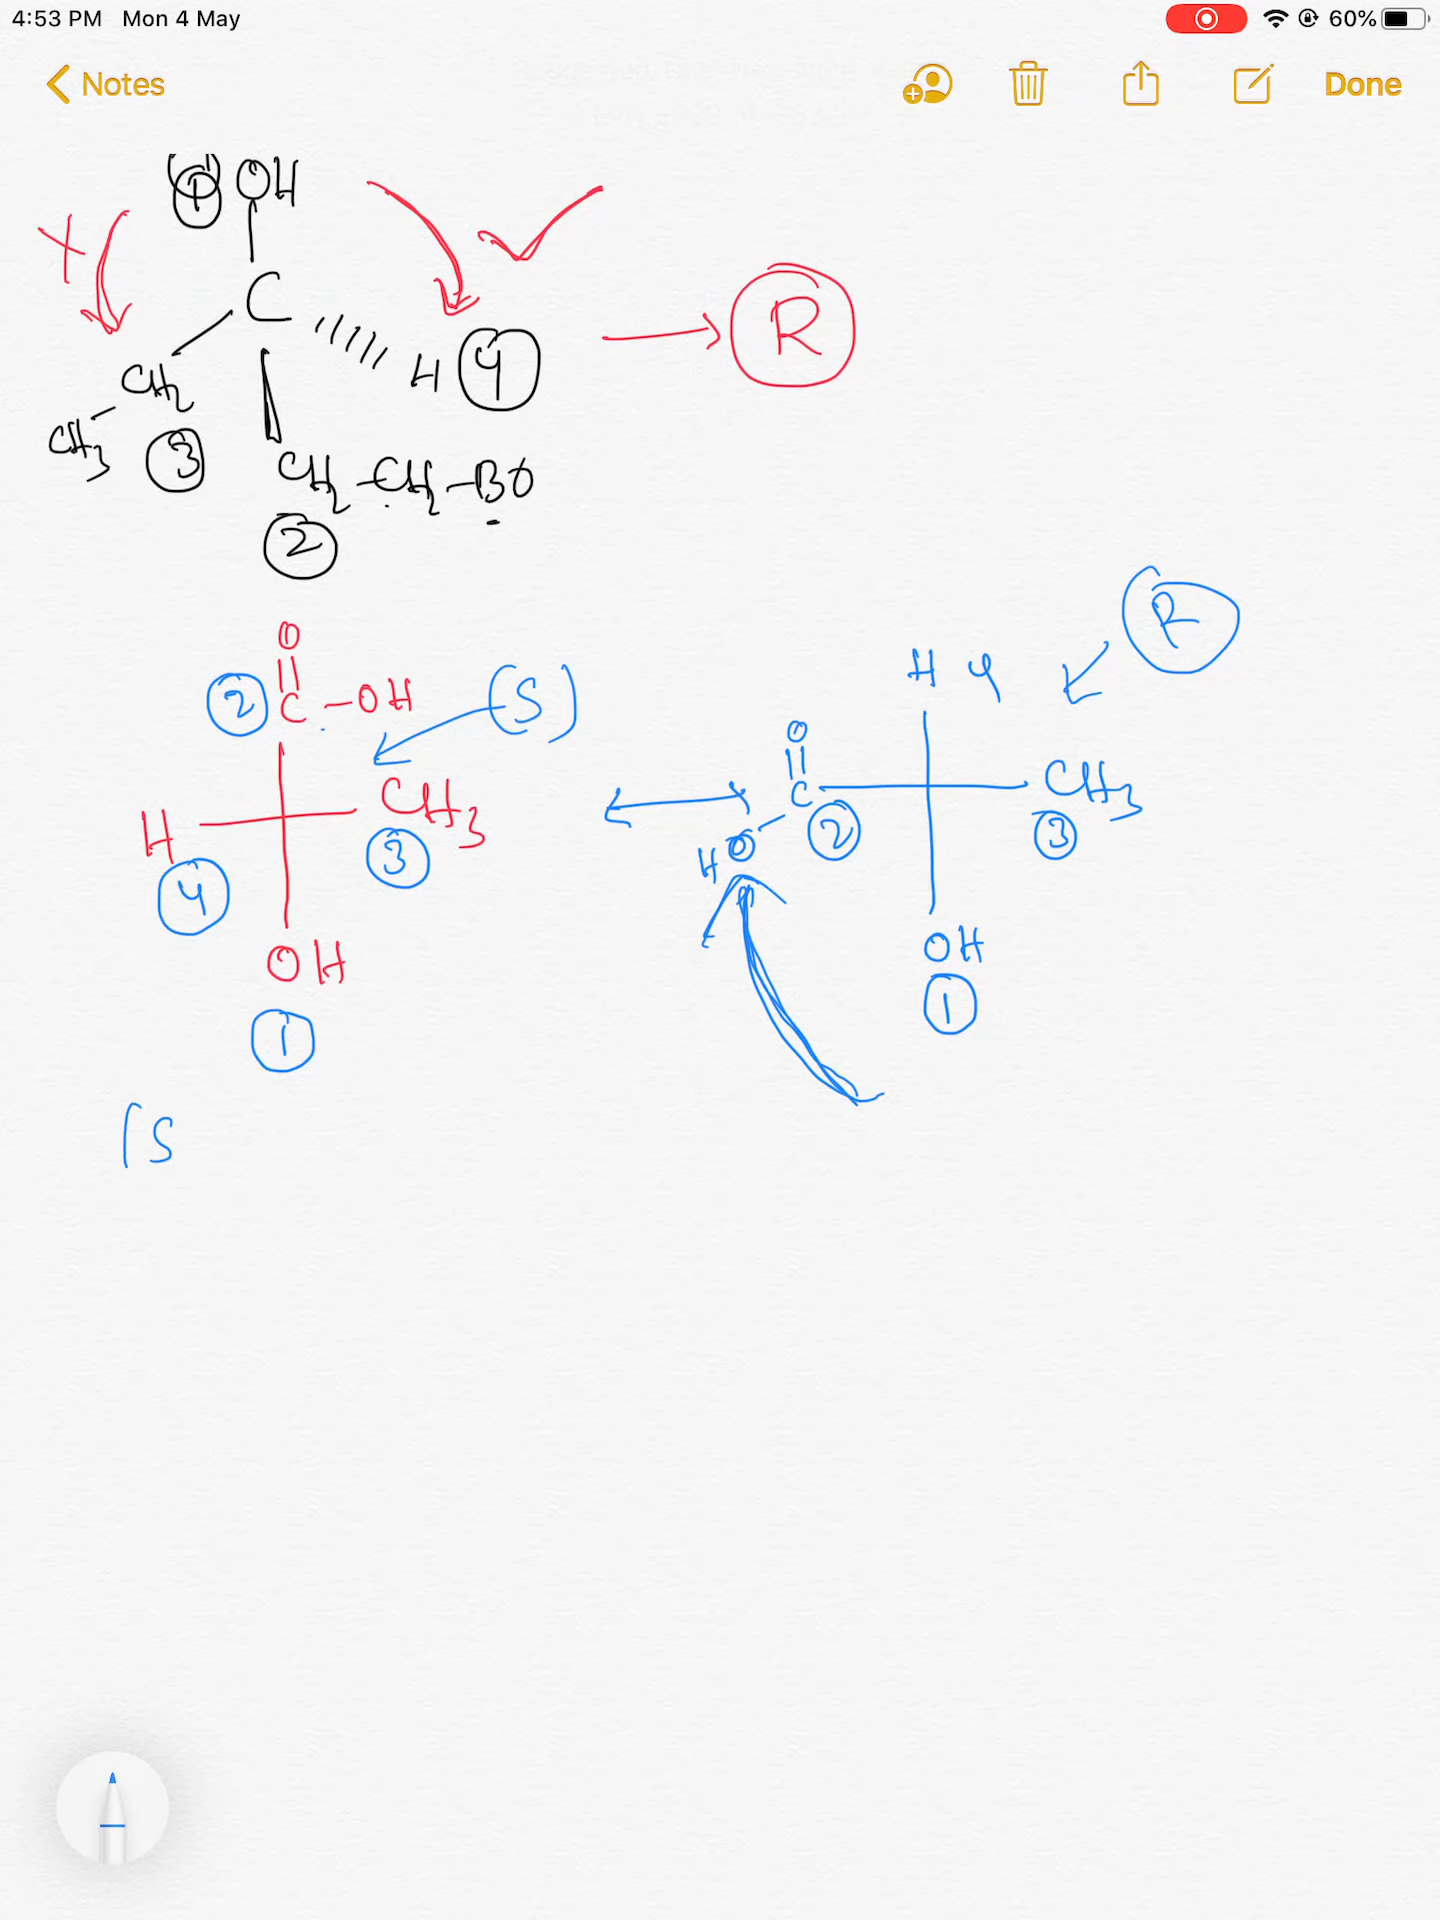 4:53 PM Mon 4 May
60%
Notes
Done
1 OH
C
H 4
R
CH2
CH3
3
CH2-CH2-Br
2
R
O
2 C-OH
(S)
H 4
O
C
CH3
H
CH3
3
2
3
4
HO
OH
OH
1
1
(S